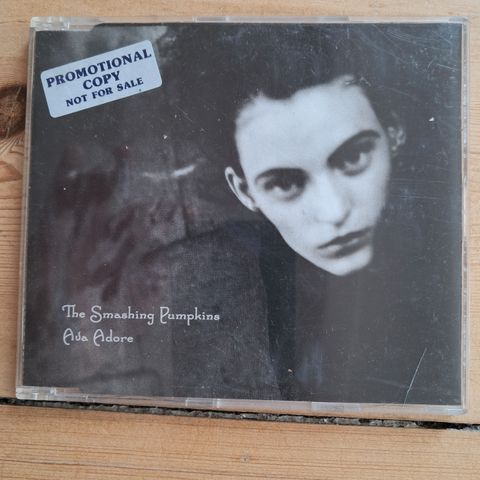 PROMOTIONAL
COPY
NOT FOR SALE
The Smashing Pumpkins
Ava Adore